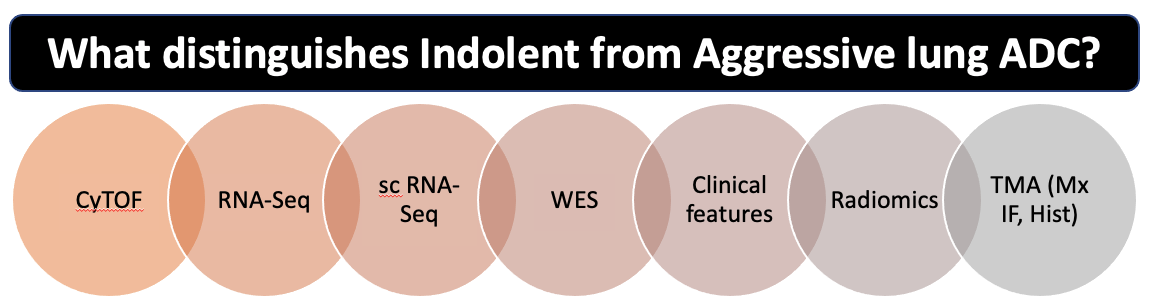 What distinguishes Indolent from Aggressive lung ADC?
CyTOF
RNA-Seq
sc RNA-
Seq
WES
Clinical
features
Radiomics
TMA (Mx
IF, Hist)